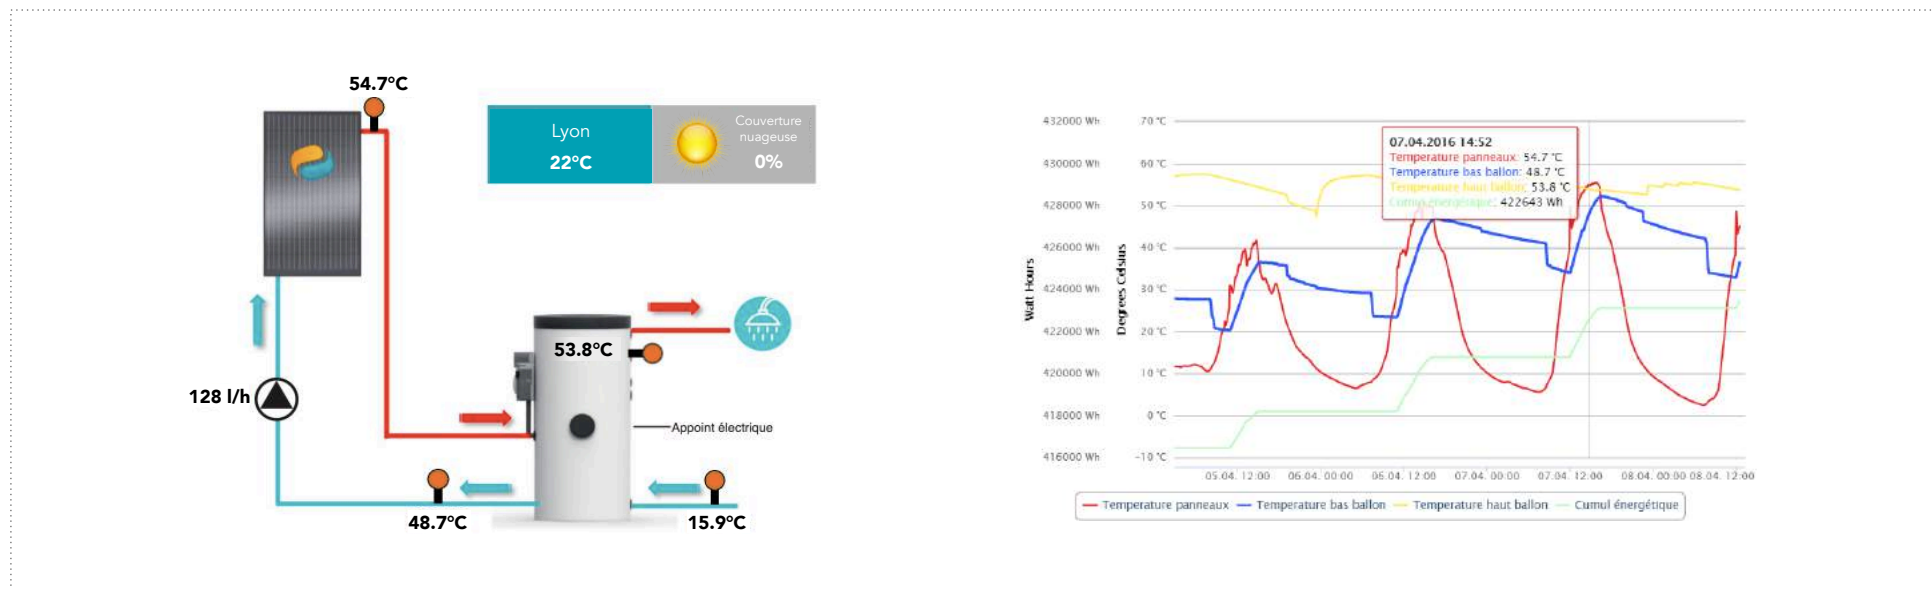 54.7°C
Lyon
22°C
Couverture
nuageuse
0%
53.8°C
128 l/h
Appoint électrique
48.7°C
15.9°C
432000 Wh
430000 Wh
428000 Wh
426000 Wh
424000 Wh
422000 Wh
420000 Wh
418000 Wh
416000 Wh
Watt Hours
70 °C
60 °C
50 °C
40 °C
30 °C
20 °C
10 °C
0 °C
-10 °C
Degrees Celsius
07.04.2016 14:52
Temperature panneaux: 54.7 °C
Temperature bas ballon: 48.7 °C
Temperature haut ballon: 53.8 °C
Cumul énergétique: 422643 Wh
05.04. 12:00 06.04. 00:00 06.04. 12:00 07.04. 00:00 07.04. 12:00 08.04. 00:00 08.04. 12:00
Temperature panneaux Temperature bas ballon Temperature haut ballon Cumul énergétique